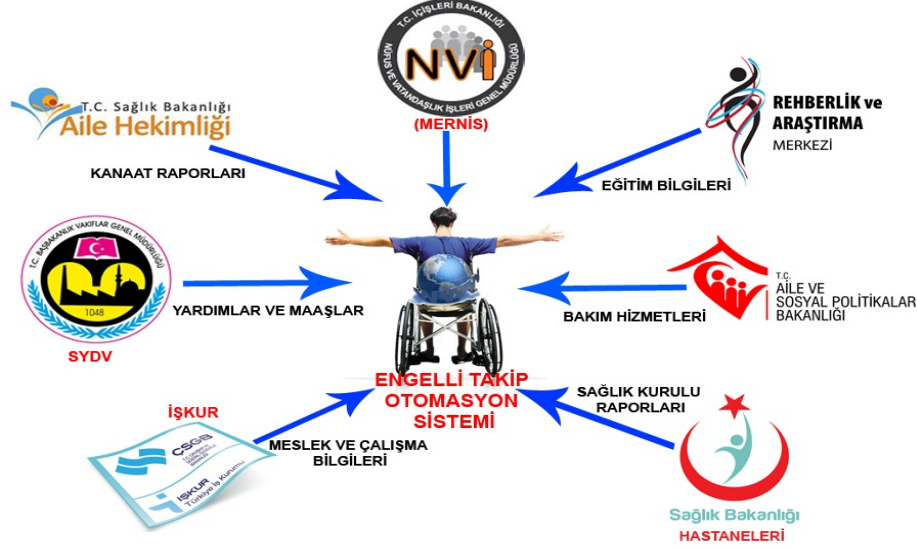 T.C. İÇİŞLERİ BAKANLIĞI
NÜFUS VE VATANDAŞLIK İŞLERİ GENEL MÜDÜRLÜĞÜ
NVi
(MERNİS)
T.C. Sağlık Bakanlığı
Aile Hekimliği
KANAAT RAPORLARI
REHBERLİK ve
ARAŞTIRMA
MERKEZİ
EĞİTİM BİLGİLERİ
T.C. BAŞBAKANLIK VAKIFLAR GENEL MÜDÜRLÜĞÜ
1048
SYDV
YARDIMLAR VE MAAŞLAR
BAKIM HİZMETLERİ
T.C.
AİLE VE
SOSYAL POLİTİKALAR
BAKANLIĞI
ENGELLİ TAKİP
OTOMASYON
SİSTEMİ
İŞKUR
ÇSGB
İŞKUR
Türkiye İş Kurumu
MESLEK VE ÇALIŞMA
BİLGİLERİ
SAĞLIK KURULU
RAPORLARI
Sağlık Bakanlığı
HASTANELERİ